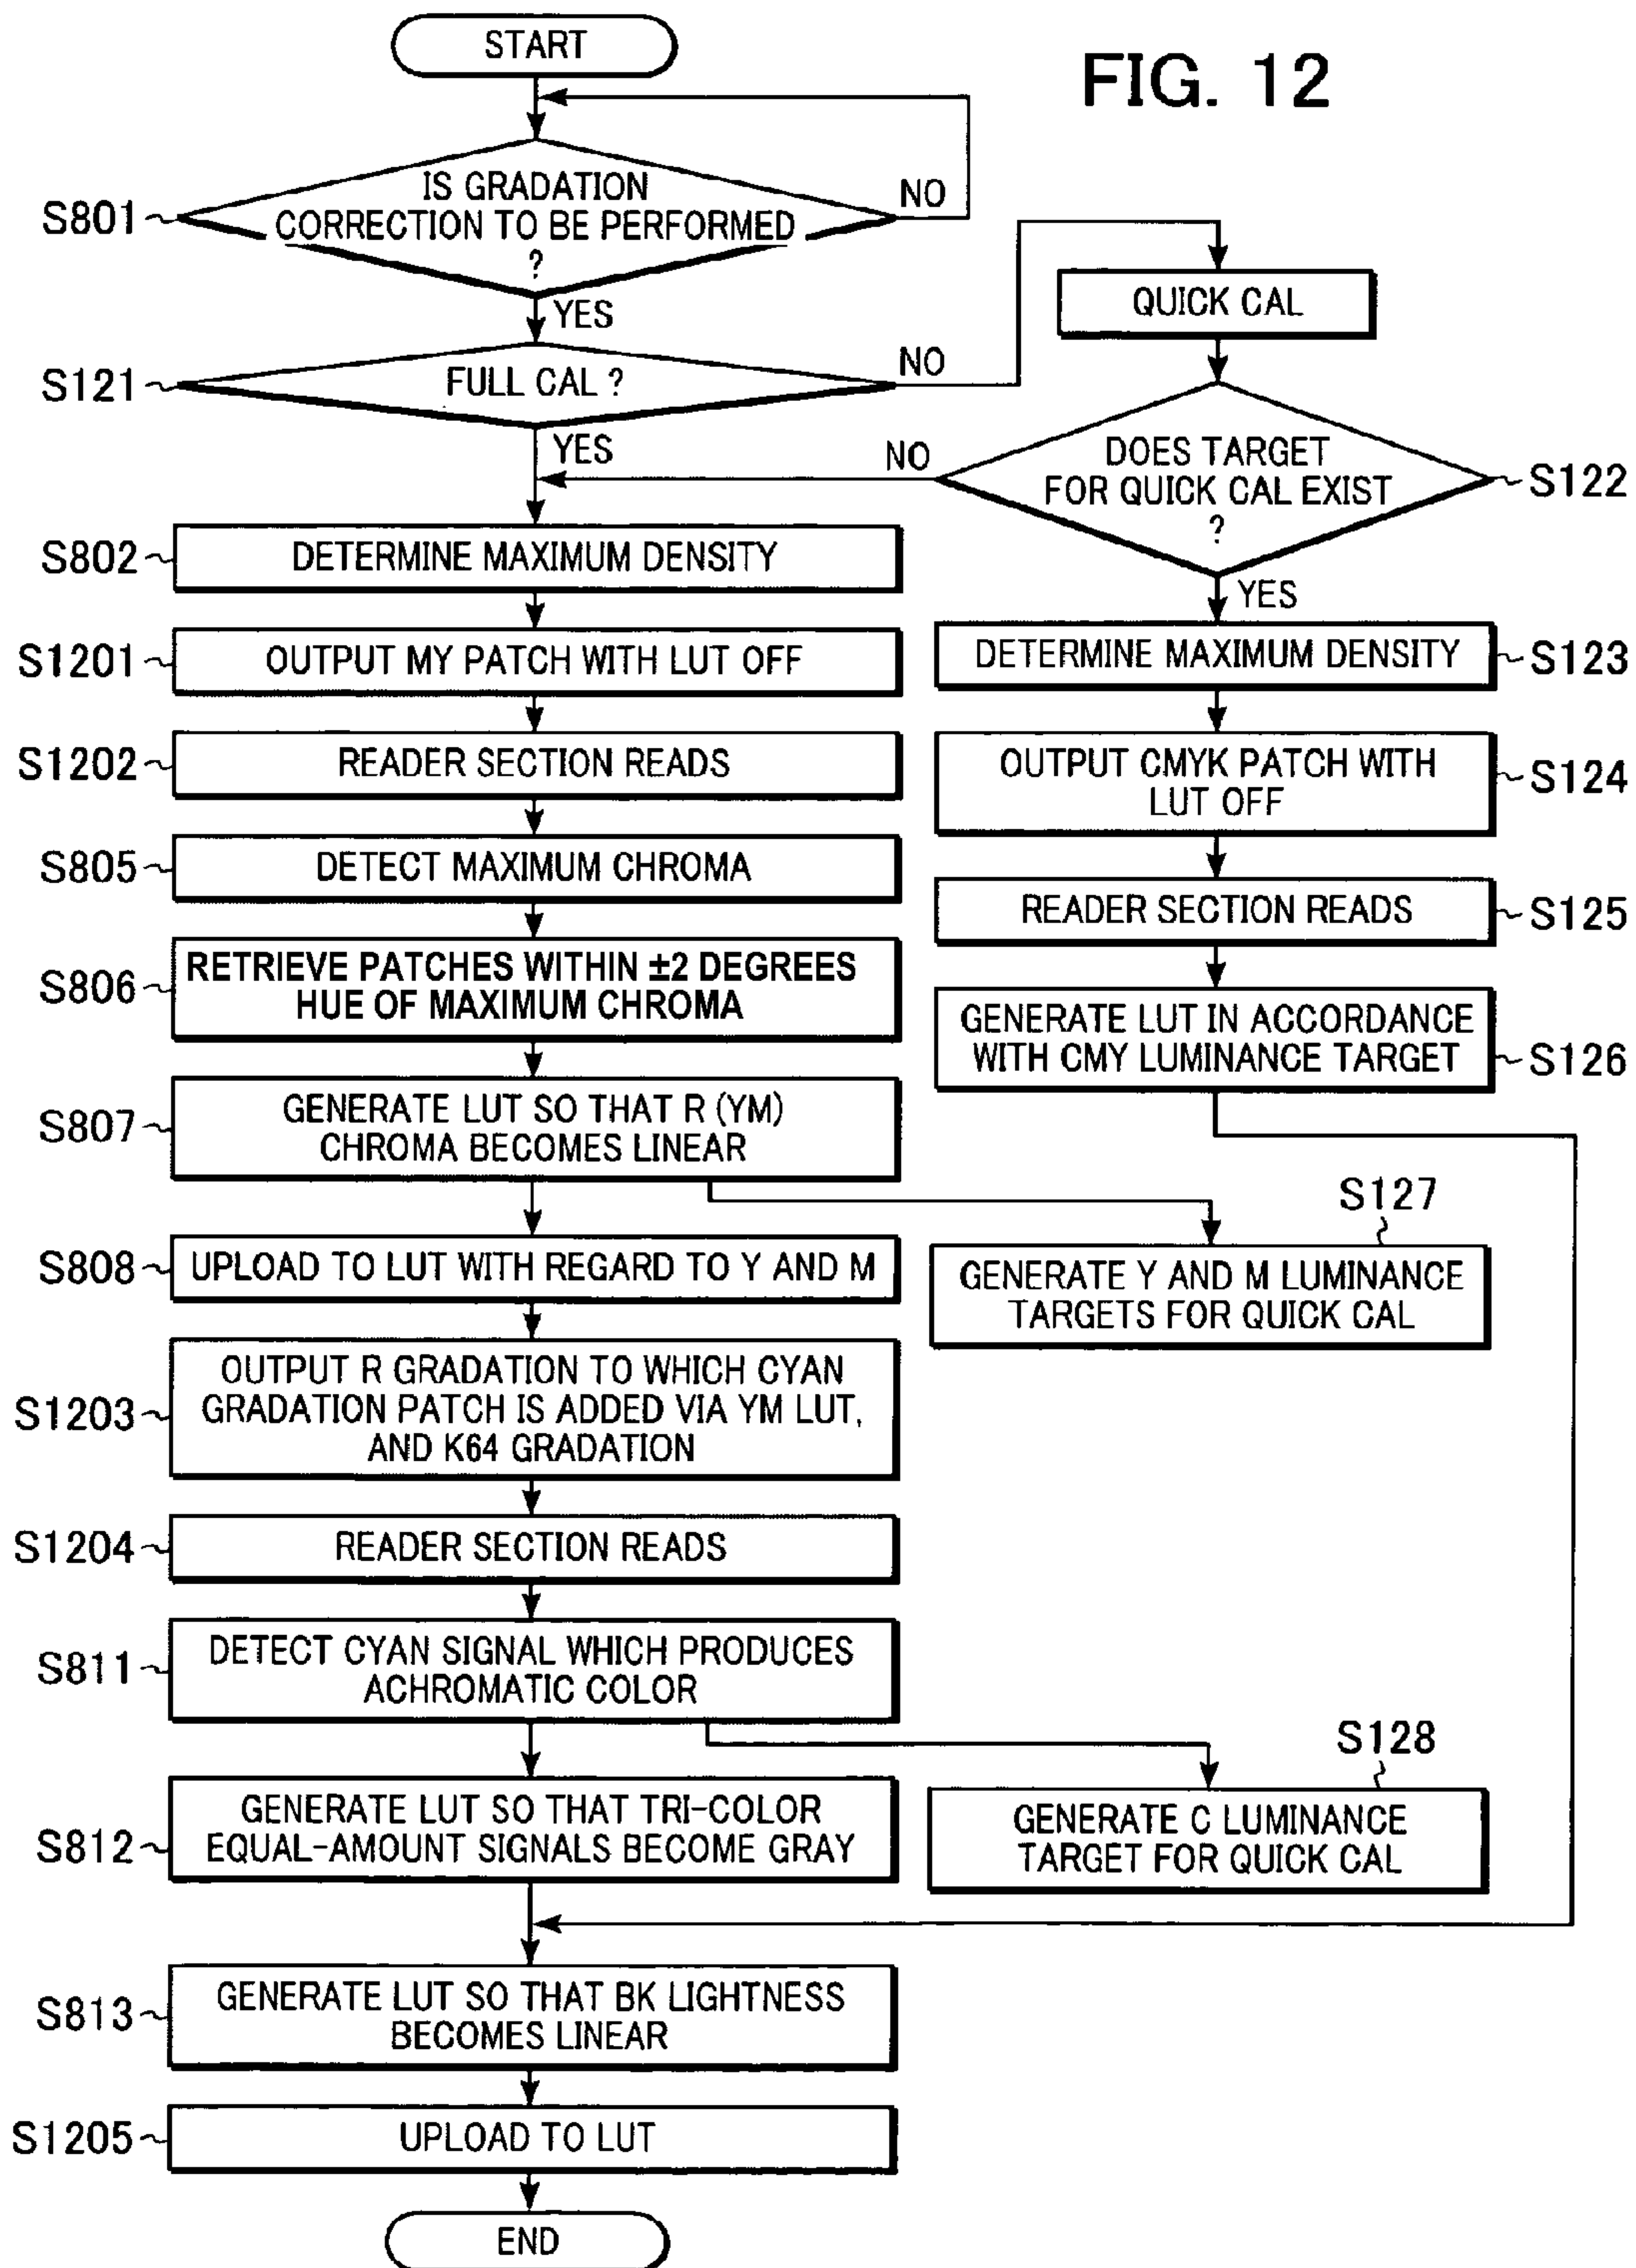 START
FIG. 12
IS GRADATION
CORRECTION TO BE PERFORMED
?
S801
NO
YES
QUICK CAL
S121
FULL CAL ?
NO
YES
DOES TARGET
FOR QUICK CAL EXIST
?
NO
S122
YES
S802
DETERMINE MAXIMUM DENSITY
S1201
OUTPUT MY PATCH WITH LUT OFF
DETERMINE MAXIMUM DENSITY
S123
S1202
READER SECTION READS
OUTPUT CMYK PATCH WITH
LUT OFF
S124
S805
DETECT MAXIMUM CHROMA
READER SECTION READS
S125
S806
RETRIEVE PATCHES WITHIN ±2 DEGREES
HUE OF MAXIMUM CHROMA
GENERATE LUT IN ACCORDANCE
WITH CMY LUMINANCE TARGET
S126
S807
GENERATE LUT SO THAT R (YM)
CHROMA BECOMES LINEAR
S127
S808
UPLOAD TO LUT WITH REGARD TO Y AND M
GENERATE Y AND M LUMINANCE
TARGETS FOR QUICK CAL
S1203
OUTPUT R GRADATION TO WHICH CYAN
GRADATION PATCH IS ADDED VIA YM LUT,
AND K64 GRADATION
S1204
READER SECTION READS
S811
DETECT CYAN SIGNAL WHICH PRODUCES
ACHROMATIC COLOR
S128
S812
GENERATE LUT SO THAT TRI-COLOR
EQUAL-AMOUNT SIGNALS BECOME GRAY
GENERATE C LUMINANCE
TARGET FOR QUICK CAL
S813
GENERATE LUT SO THAT BK LIGHTNESS
BECOMES LINEAR
S1205
UPLOAD TO LUT
END